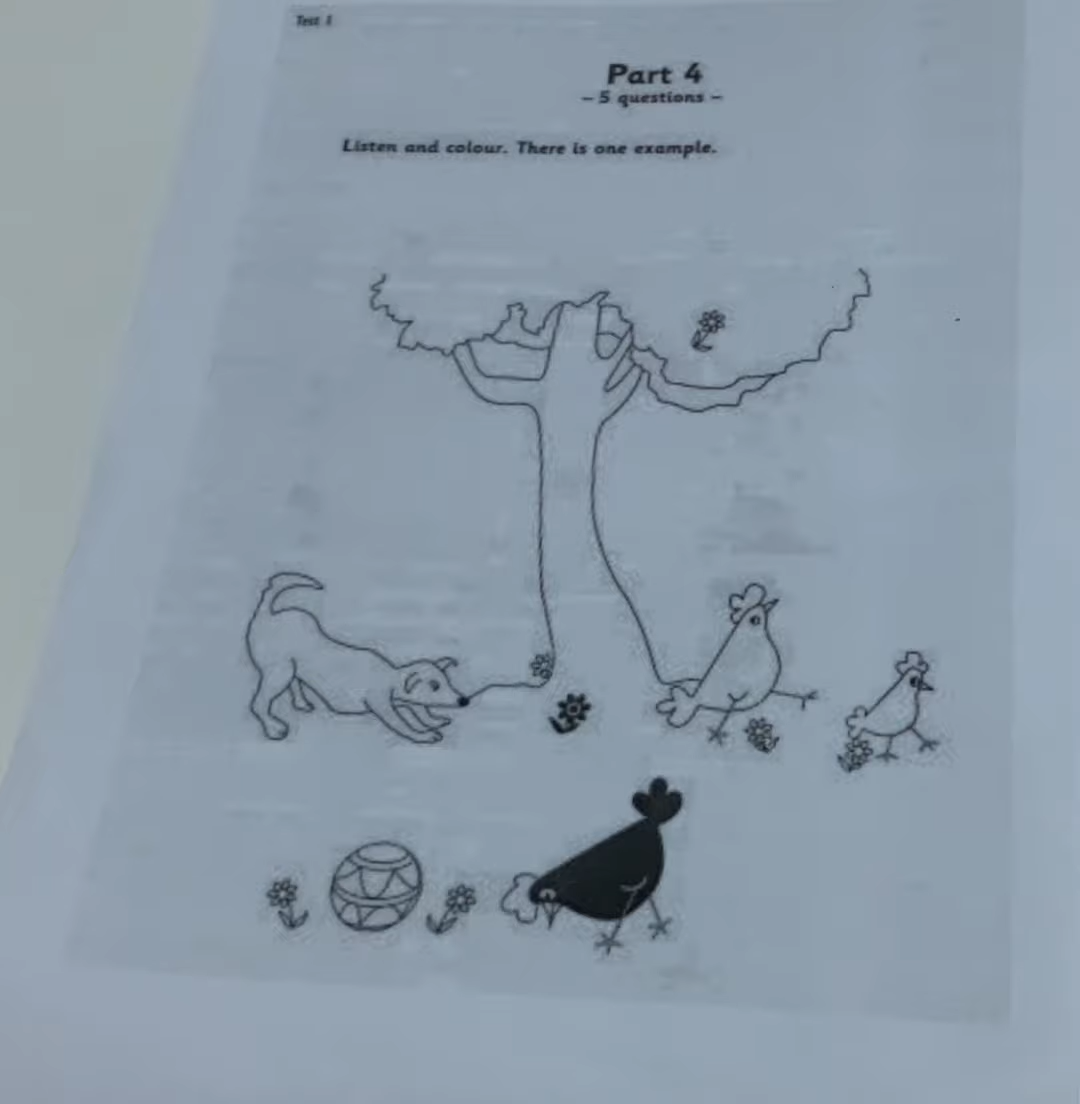 Test 1
Part 4
– 5 questions –
Listen and colour. There is one example.